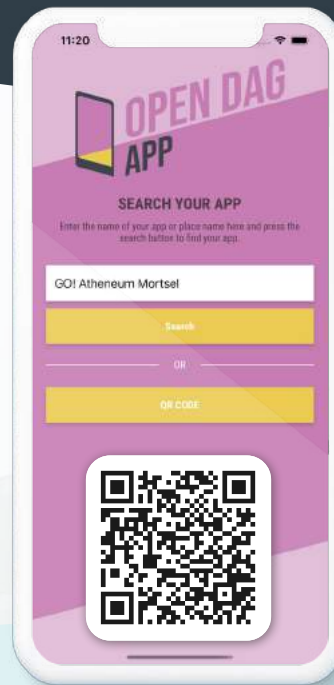 11:20
OPEN DAG
APP
SEARCH YOUR APP
Enter the name of your app or place name here and press the
search button to find your app.
GO! Atheneum Mortsel
Search
OR
QR CODE